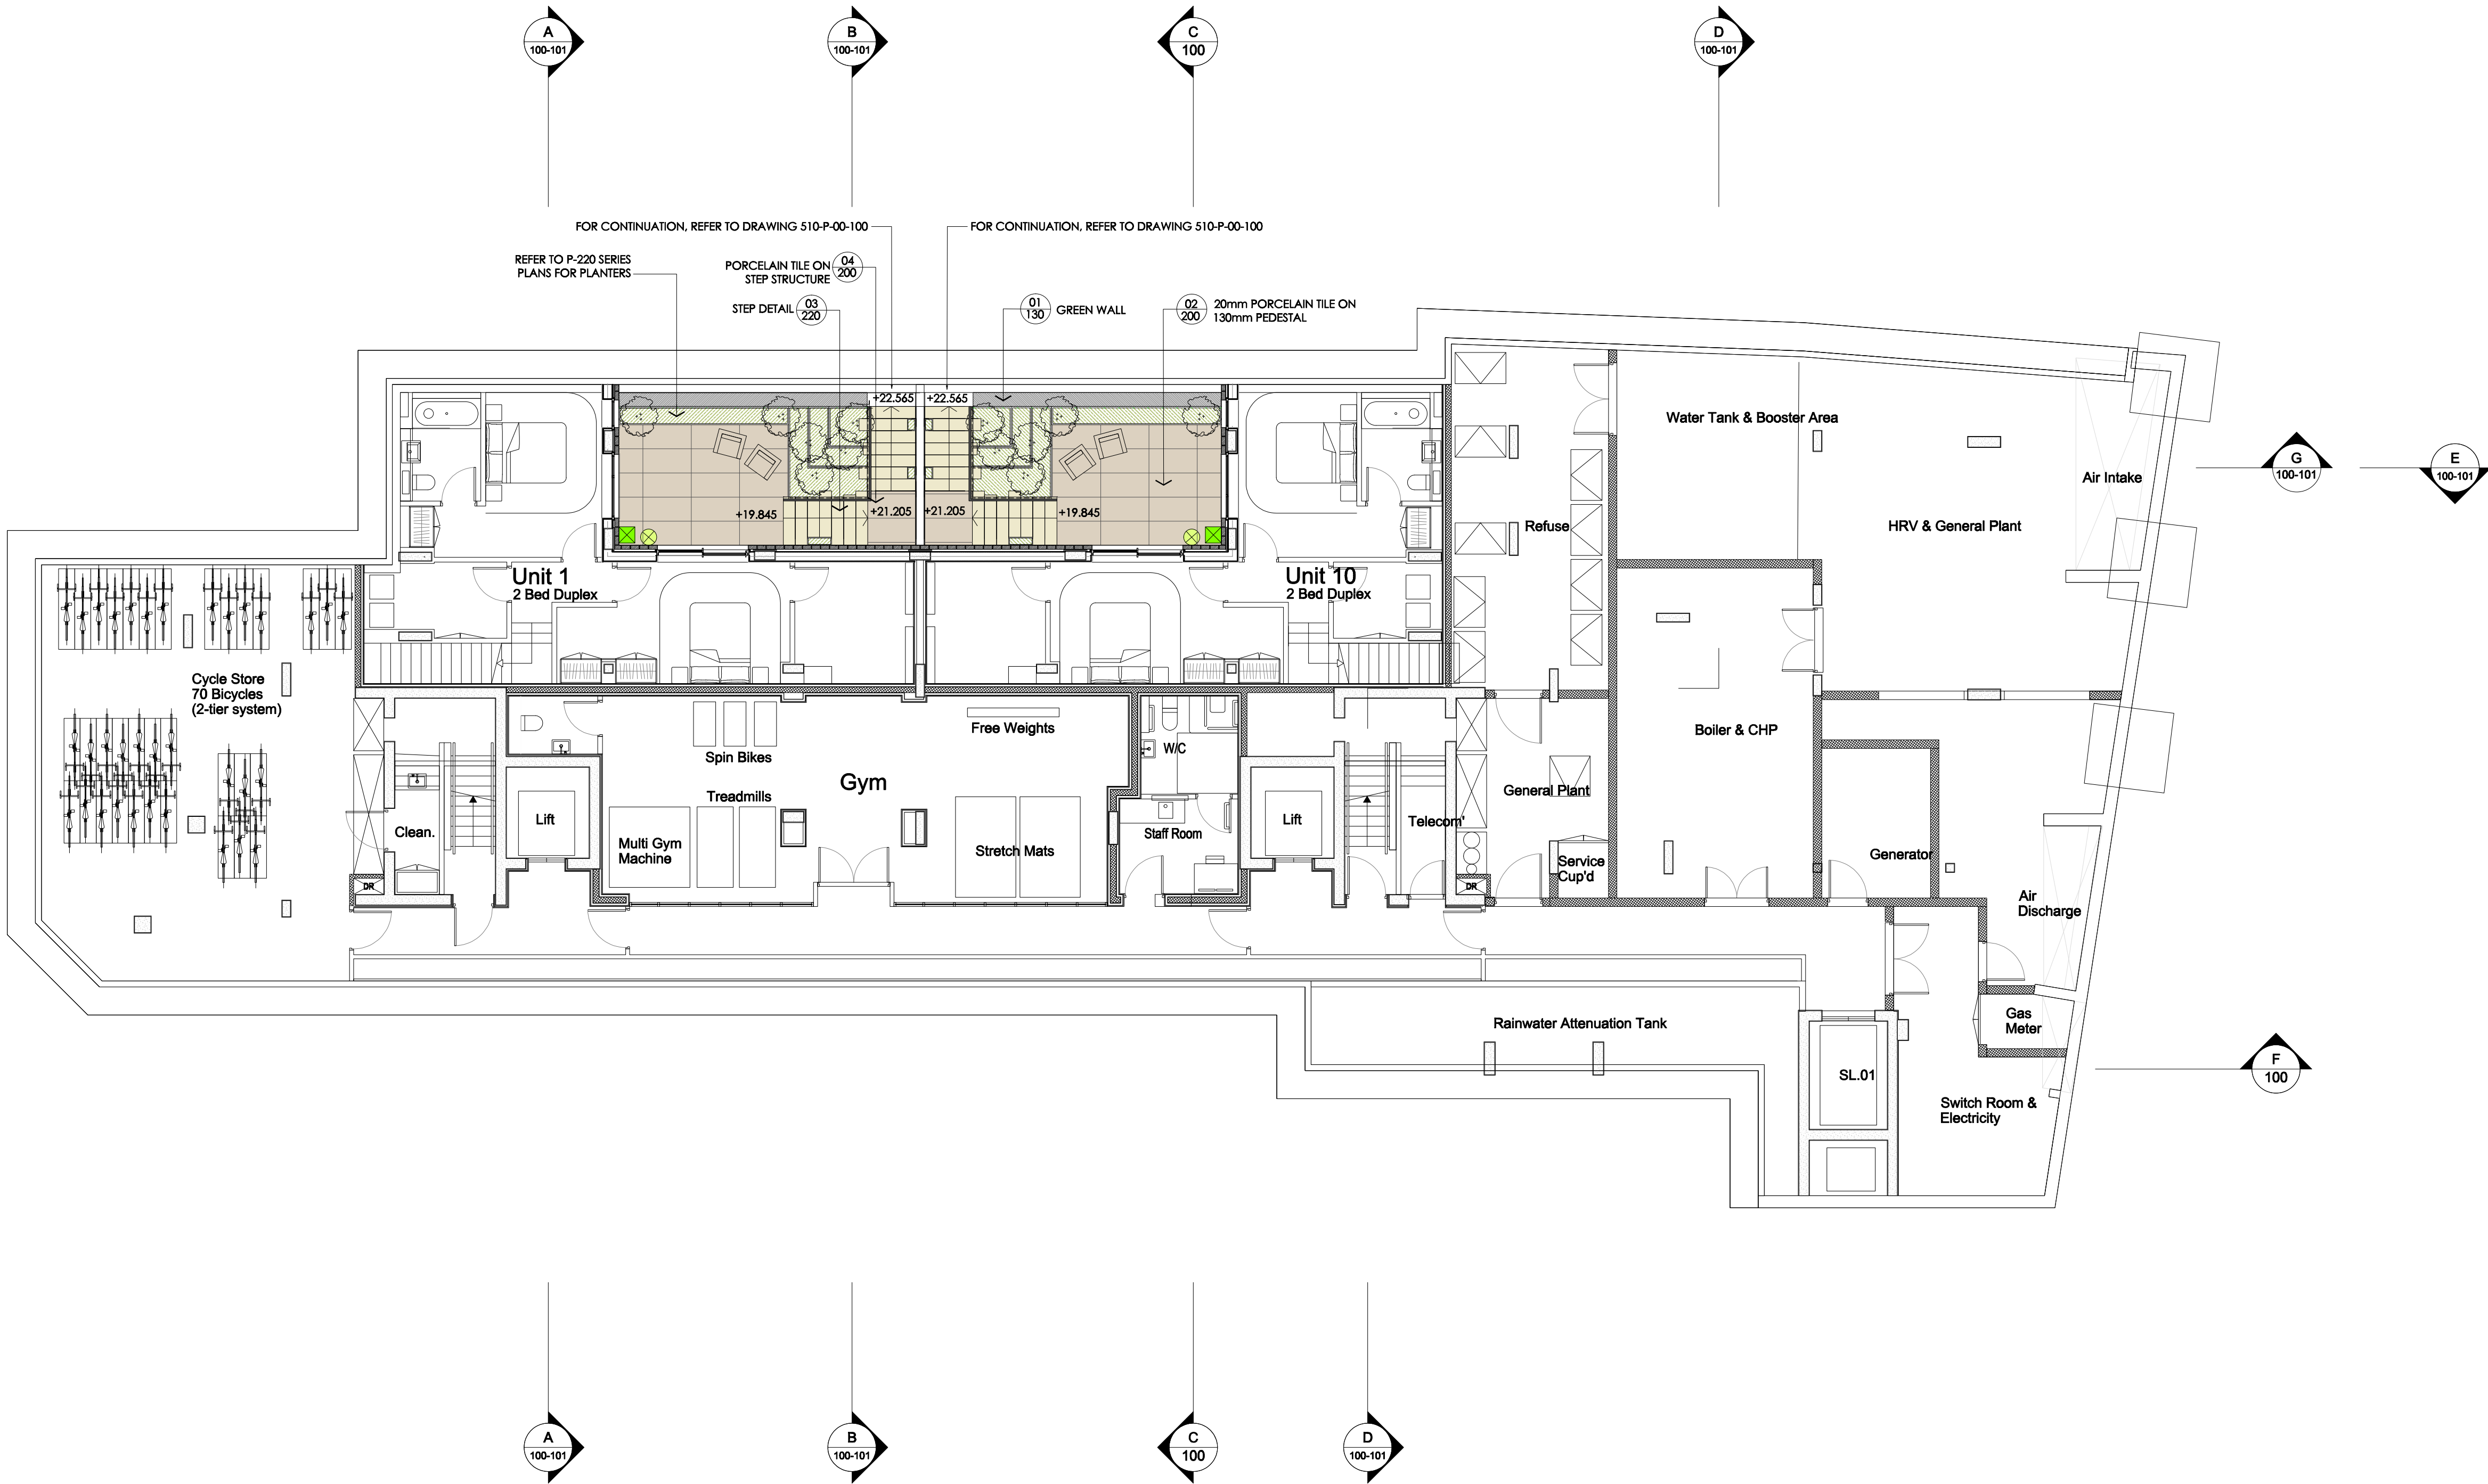 A
100-101
B
100-101
C
100
D
100-101
FOR CONTINUATION, REFER TO DRAWING 510-P-00-100
FOR CONTINUATION, REFER TO DRAWING 510-P-00-100
REFER TO P-220 SERIES
PLANS FOR PLANTERS
PORCELAIN TILE ON
STEP STRUCTURE
04
200
STEP DETAIL
03
220
01
130
GREEN WALL
02
200
20mm PORCELAIN TILE ON
130mm PEDESTAL
+22.565
+22.565
Water Tank & Booster Area
G
100-101
E
100-101
Air Intake
+19.845
+21.205
+21.205
+19.845
Refuse
HRV & General Plant
Unit 1
2 Bed Duplex
Unit 10
2 Bed Duplex
Cycle Store
70 Bicycles
(2-tier system)
Free Weights
Spin Bikes
W/C
Boiler & CHP
Gym
Treadmills
General Plant
Lift
Clean.
Multi Gym
Machine
Stretch Mats
Staff Room
Lift
Telecom'
Service
Cup'd
Generator
DR
DR
Air
Discharge
Rainwater Attenuation Tank
Gas
Meter
SL.01
F
100
Switch Room &
Electricity
A
100-101
B
100-101
C
100
D
100-101